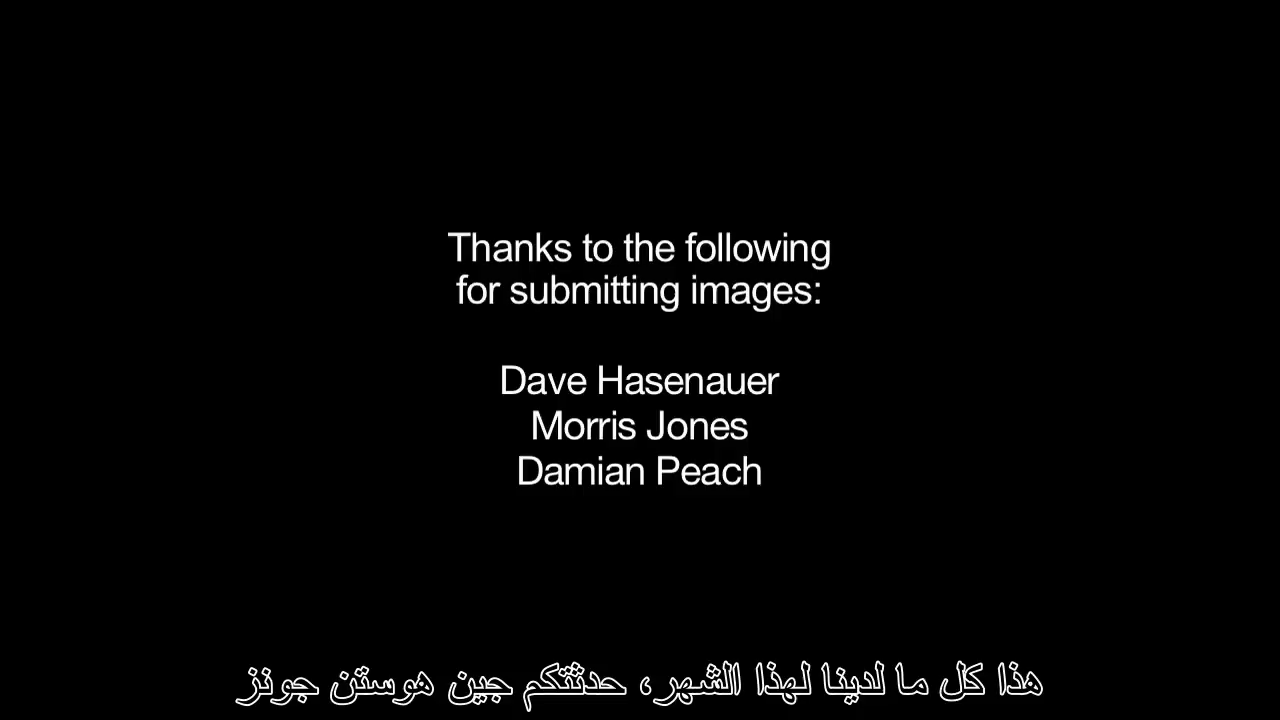 Thanks to the following
for submitting images:
Dave Hasenauer
Morris Jones
Damian Peach
هذا كل ما لدينا لهذا الشهر، حدثتكم جين هوستن جونز